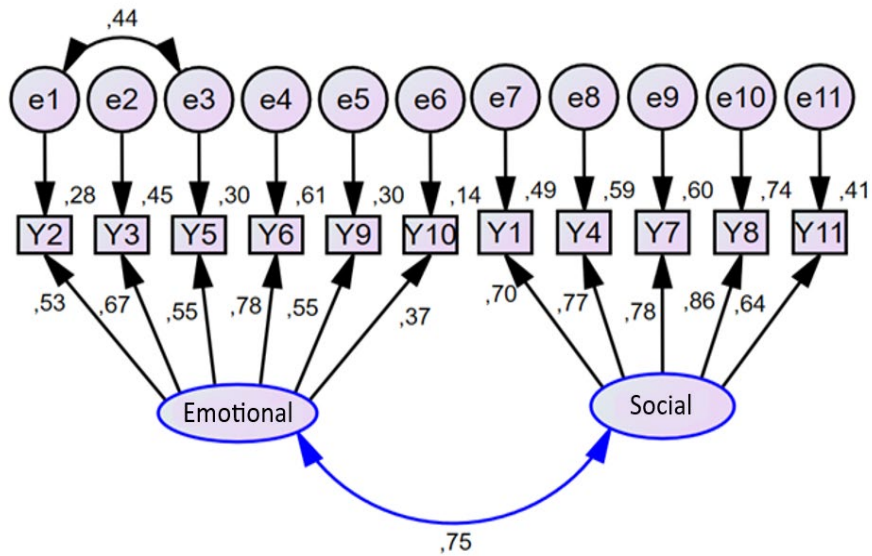 ,44
e1 e2 e3 e4 e5 e6 e7 e8 e9 e10 e11
,28 ,45 ,30 ,61 ,30 ,14 ,49 ,59 ,60 ,74 ,41
Y2 Y3 Y5 Y6 Y9 Y10 Y1 Y4 Y7 Y8 Y11
,53 ,67 ,55 ,78 ,55 ,37 ,70 ,77 ,78 ,86 ,64
Emotional Social
,75